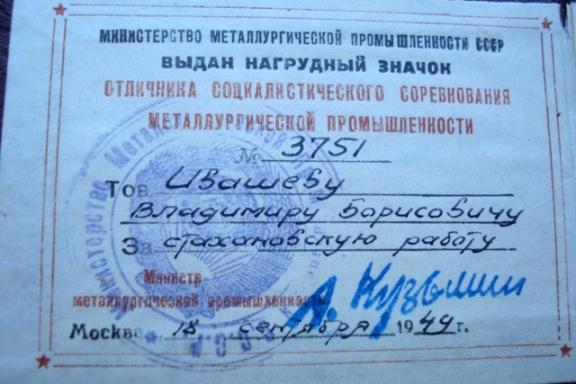 МИНИСТЕРСТВО МЕТАЛЛУРГИЧЕСКОЙ ПРОМЫШЛЕННОСТИ СССР
ВЫДАН НАГРУДНЫЙ ЗНАЧОК
ОТЛИЧНИКА СОЦИАЛИСТИЧЕСКОГО СОРЕВНОВАНИЯ
МЕТАЛЛУРГИЧЕСКОЙ ПРОМЫШЛЕННОСТИ
№ 3751
Тов Ивашеву
Владимиру Борисовичу
За стахановскую работу
Министр
металлургической промышленности А. Кузьмин
Москва 18 сентября 1949 г.